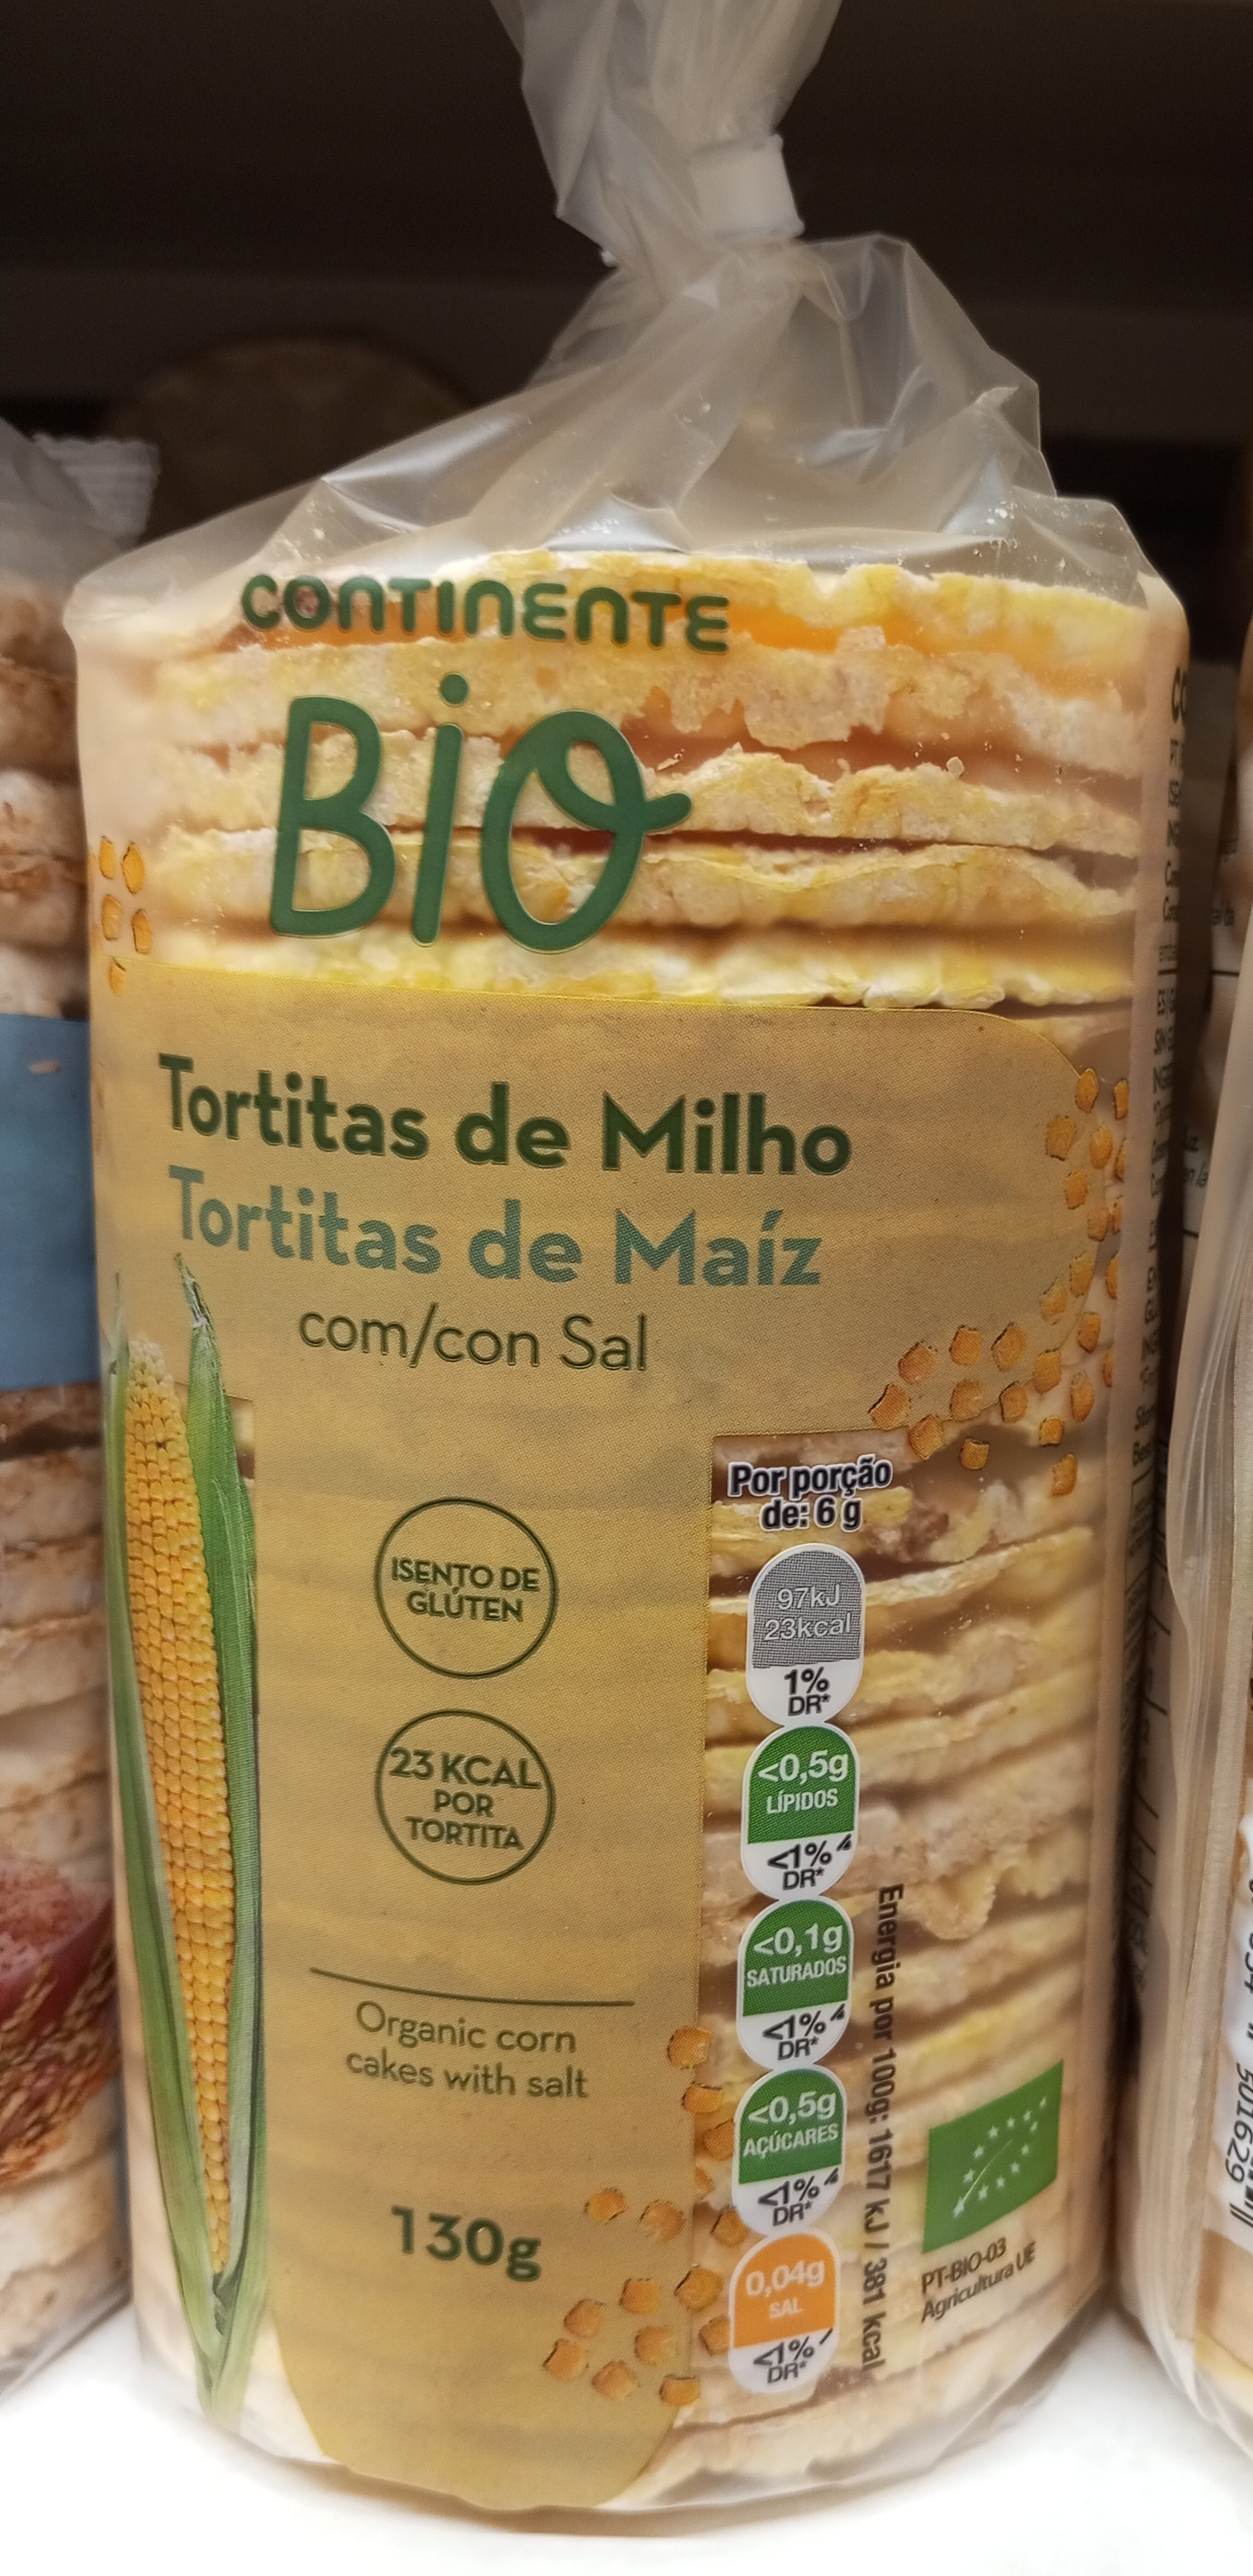 CONTINENTE
BIO
Tortitas de Milho
Tortitas de Maíz
com/con Sal
ISENTO DE
GLÚTEN
23 KCAL
POR
TORTITA
Organic corn
cakes with salt
130g
Por porção
de: 6 g
97kJ
23kcal
1%
DR*
<0,5g
LÍPIDOS
<1%
DR*
<0,1g
SATURADOS
<1%
DR*
<0,5g
AÇÚCARES
<1%
DR*
0,04g
SAL
<1%
DR*
Energia por 100g: 1617 kJ / 381 kcal
PT-BIO-03
Agricultura UE
501629